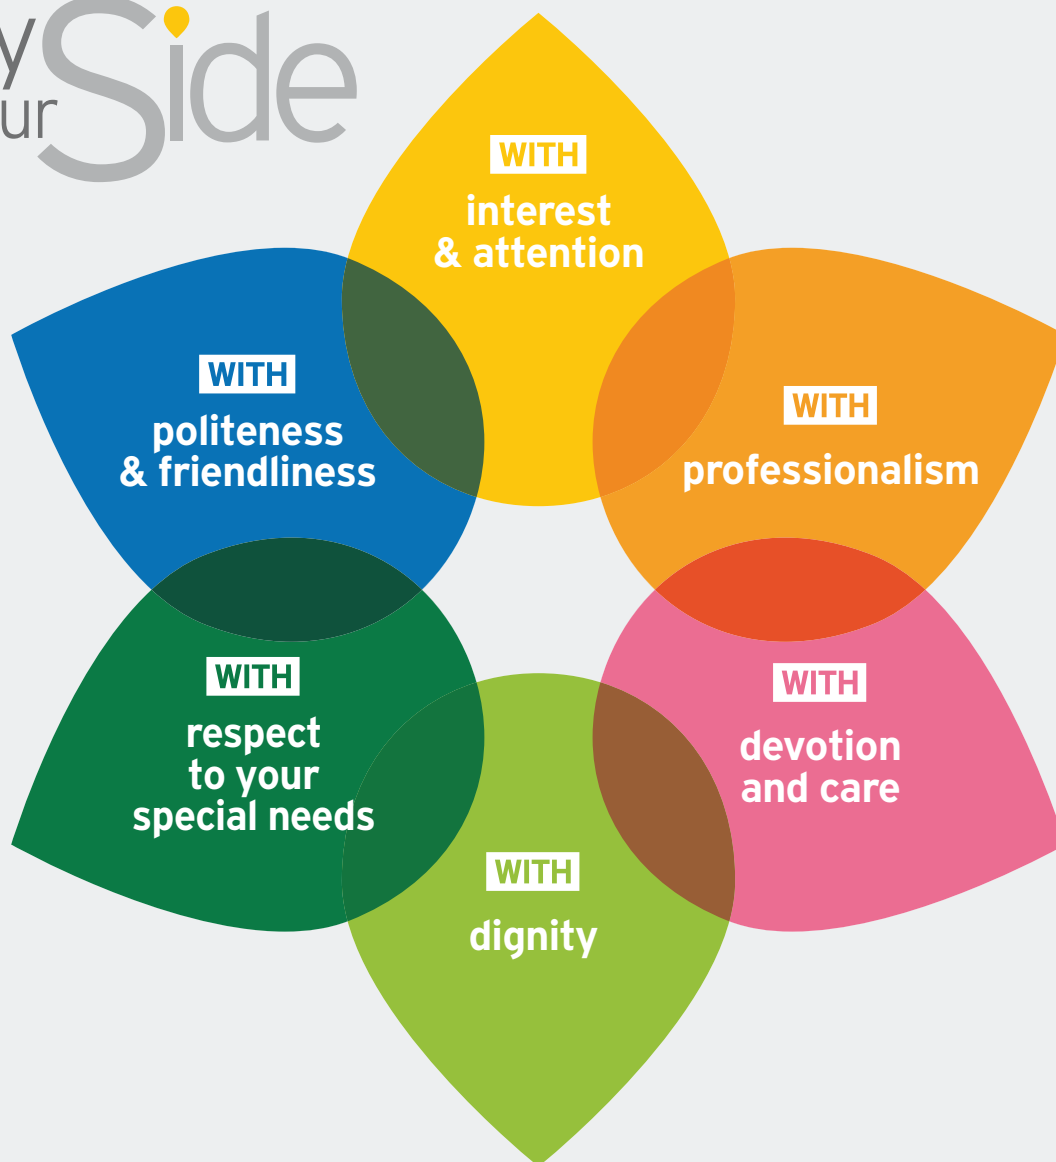 y
ur Side
WITH
interest
& attention
WITH
politeness
& friendliness
WITH
professionalism
WITH
respect
to your
special needs
WITH
devotion
and care
WITH
dignity